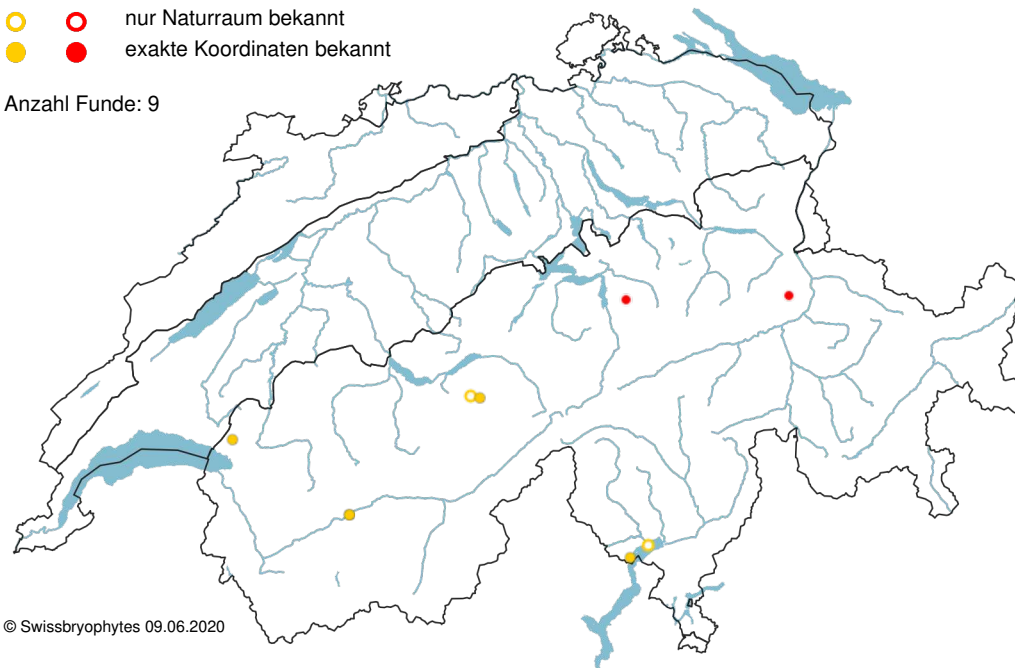 nur Naturraum bekannt
exakte Koordinaten bekannt
Anzahl Funde: 9
© Swissbryophytes 09.06.2020